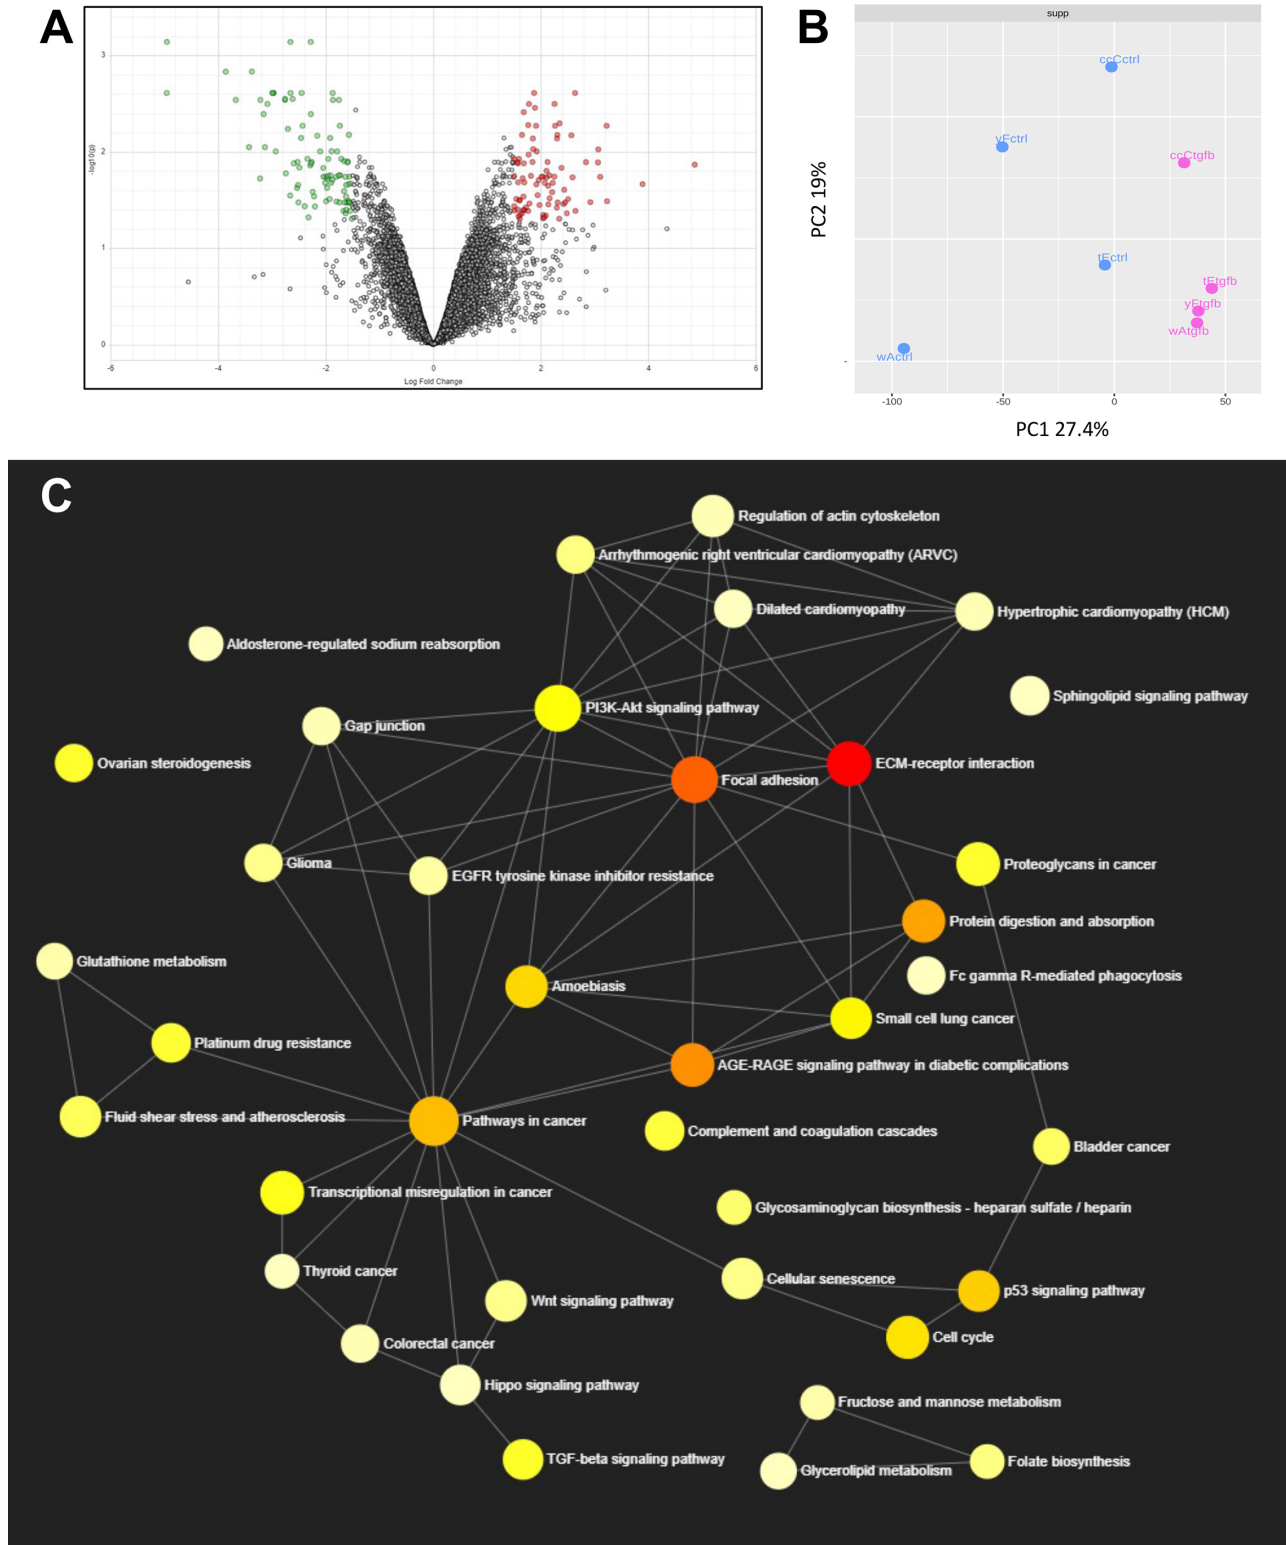 A
3
2
1
0
-log10(p)
-6
-4
-2
0
2
4
6
Log Fold Change
B
supp
ccCctrl
yFctrl
ccCtgfb
tEctrl
tEtgfb
yFtgfb
wAtgfb
wActrl
PC2 19%
-
-100
-50
0
50
PC1 27.4%
C
Regulation of actin cytoskeleton
Arrhythmogenic right ventricular cardiomyopathy (ARVC)
Dilated cardiomyopathy
Hypertrophic cardiomyopathy (HCM)
Aldosterone-regulated sodium reabsorption
Sphingolipid signaling pathway
PI3K-Akt signaling pathway
Gap junction
Ovarian steroidogenesis
ECM-receptor interaction
Focal adhesion
Glioma
Proteoglycans in cancer
EGFR tyrosine kinase inhibitor resistance
Protein digestion and absorption
Glutathione metabolism
Fc gamma R-mediated phagocytosis
Amoebiasis
Small cell lung cancer
Platinum drug resistance
AGE-RAGE signaling pathway in diabetic complications
Fluid shear stress and atherosclerosis
Pathways in cancer
Complement and coagulation cascades
Bladder cancer
Transcriptional misregulation in cancer
Glycosaminoglycan biosynthesis - heparan sulfate / heparin
Thyroid cancer
Cellular senescence
p53 signaling pathway
Wnt signaling pathway
Cell cycle
Colorectal cancer
Hippo signaling pathway
Fructose and mannose metabolism
TGF-beta signaling pathway
Folate biosynthesis
Glycerolipid metabolism